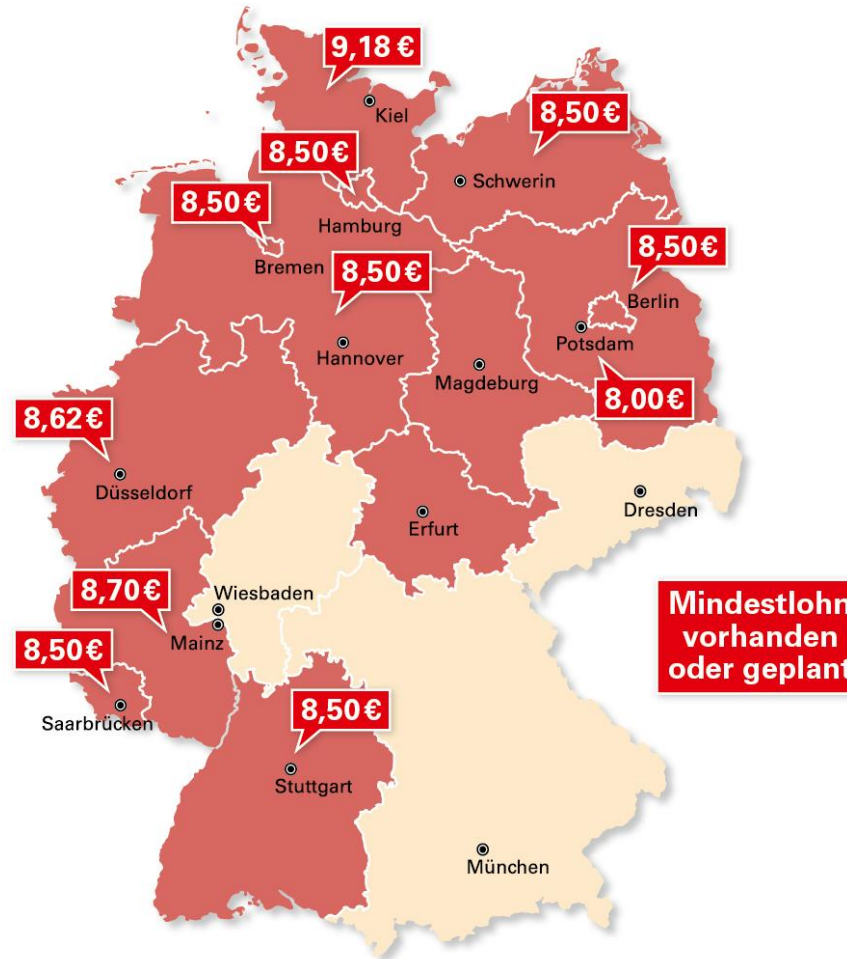 9,18 €
Kiel
8,50 €
Schwerin
8,50 €
Hamburg
8,50 €
Bremen
8,50 €
Hannover
8,50 €
Berlin
Potsdam
8,00 €
Magdeburg
8,62 €
Düsseldorf
Erfurt
Dresden
Wiesbaden
8,70 €
Mainz
8,50 €
Saarbrücken
8,50 €
Stuttgart
München
Mindestlohn
vorhanden
oder geplant